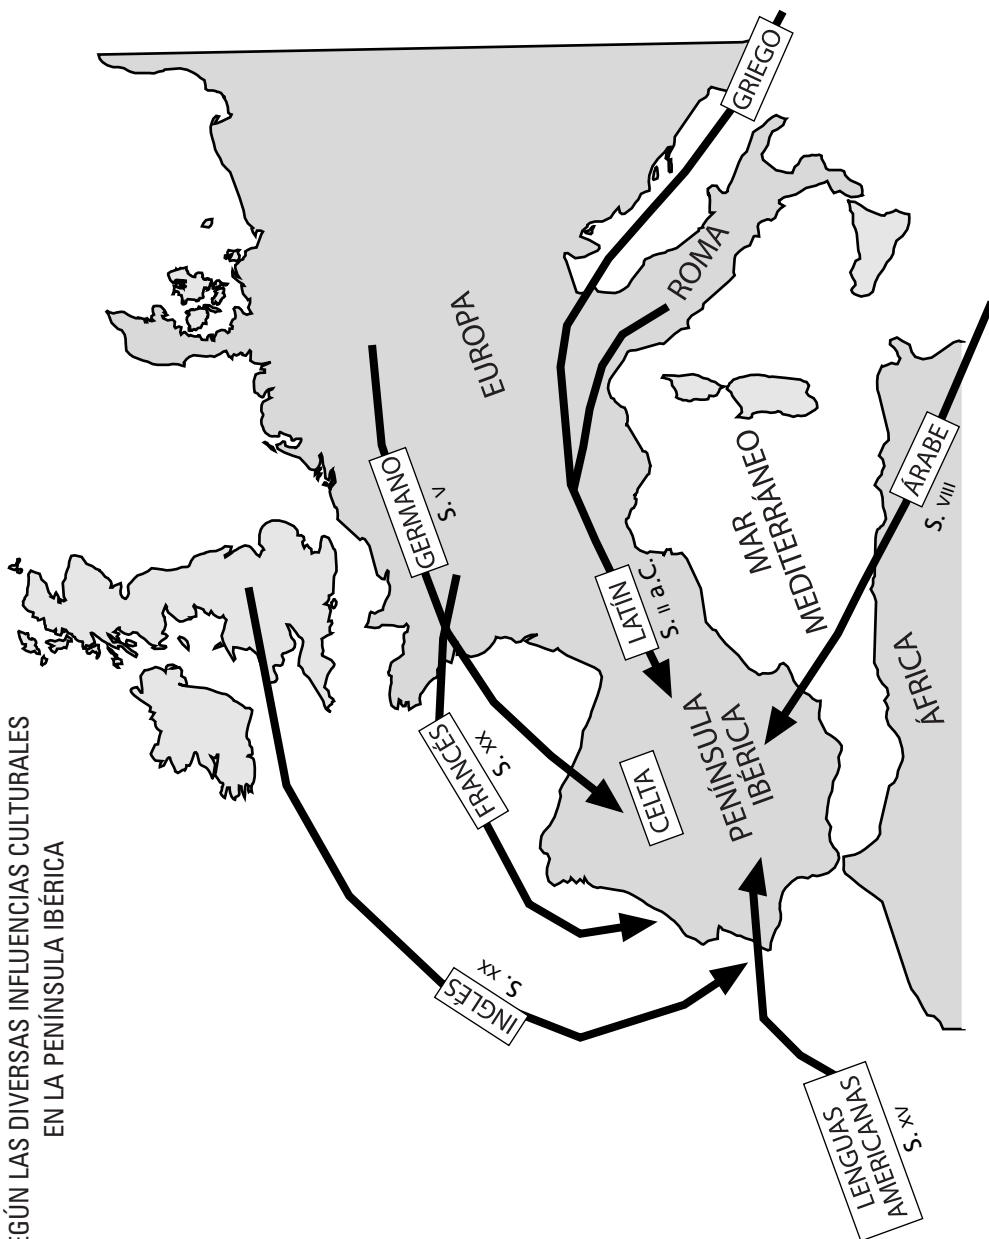 EGÚN LAS DIVERSAS INFLUENCIAS CULTURALES
EN LA PENÍNSULA IBÉRICA
INGLÉS
S. XX
FRANCÉS
S. XX
GERMANO
S. V
EUROPA
CELTA
LATÍN
S. II a.C.
ROMA
GRIEGO
PENÍNSULA
IBÉRICA
MAR
MEDITERRÁNEO
LENGUAS
AMERICANAS
S. XV
ÁFRICA
ÁRABE
S. VIII